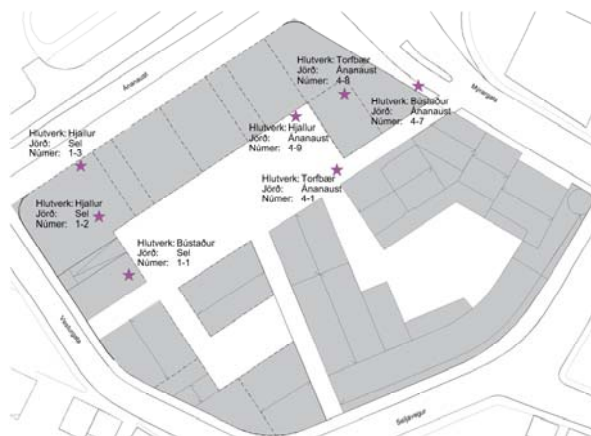 Ánanaust
Hlutverk: Torfbær
Jörð: Ánanaust
Númer: 4-8
Mýrargata
Hlutverk: Bústaður
Jörð: Ánanaust
Númer: 4-7
Hlutverk: Hjallur
Jörð: Ánanaust
Númer: 4-9
Hlutverk: Hjallur
Jörð: Sel
Númer: 1-3
Hlutverk: Torfbær
Jörð: Ánanaust
Númer: 4-1
Hlutverk: Hjallur
Jörð: Sel
Númer: 1-2
Hlutverk: Bústaður
Jörð: Sel
Númer: 1-1
Vesturgata
Seljavegur